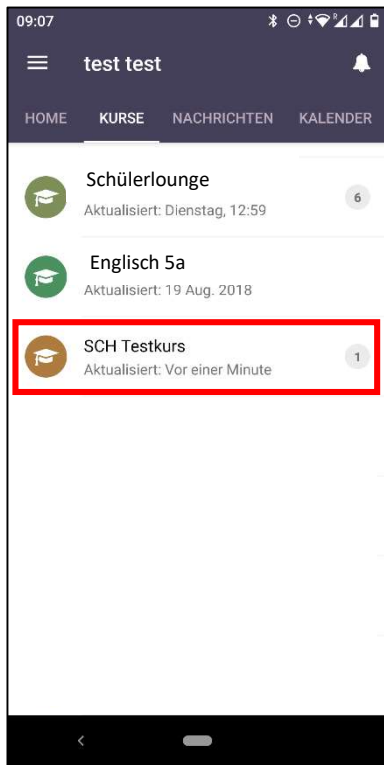 09:07
test test
HOME KURSE NACHRICHTEN KALENDER
Schülerlounge
6
Aktualisiert: Dienstag, 12:59
Englisch 5a
Aktualisiert: 19 Aug. 2018
SCH Testkurs
1
Aktualisiert: Vor einer Minute